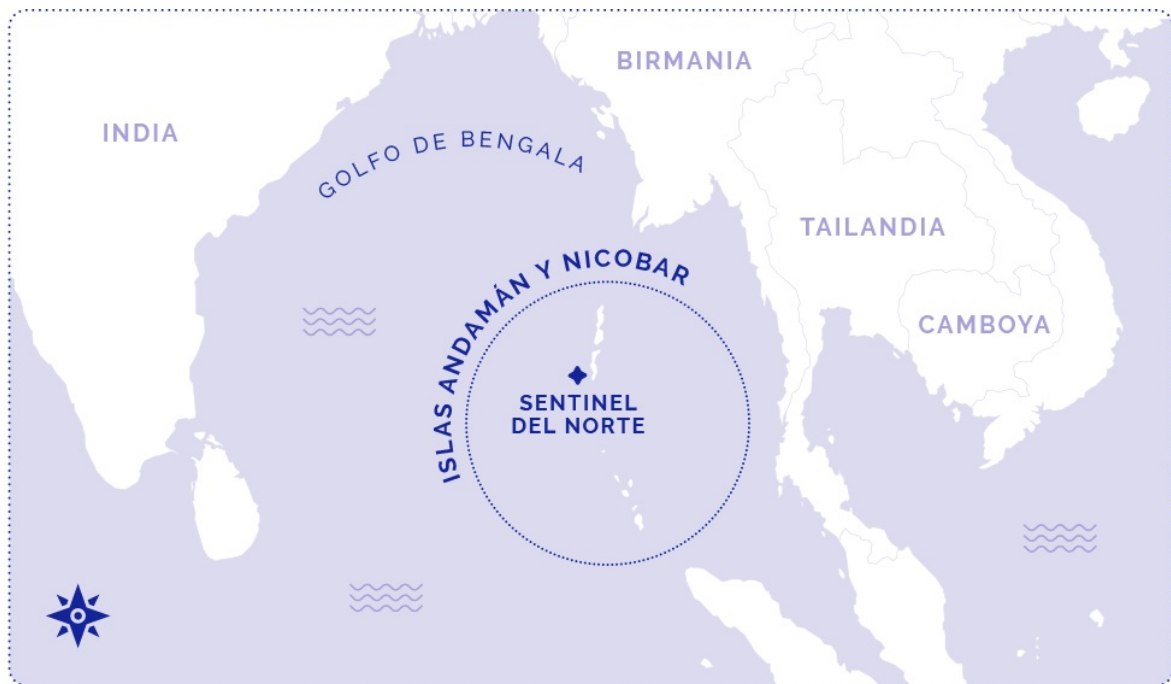 BIRMANIA
INDIA
GOLFO DE BENGALA
TAILANDIA
ISLAS ANDAMÁN Y NICOBAR
CAMBOYA
SENTINEL
DEL NORTE